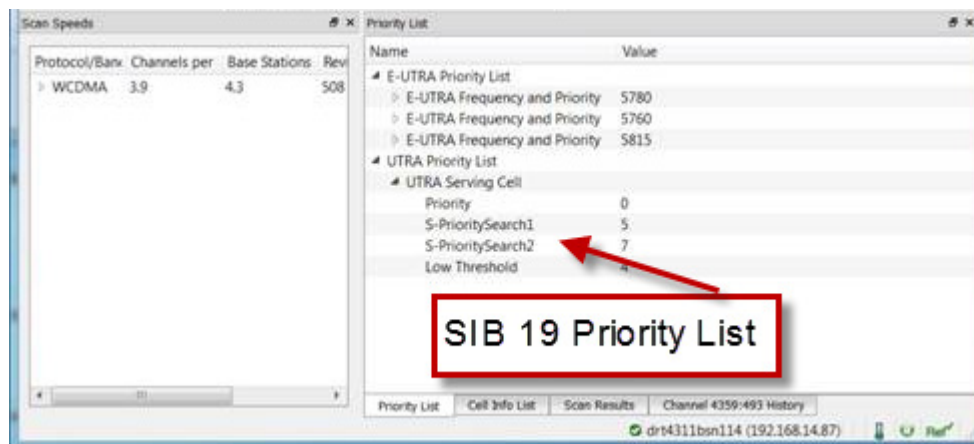 Scan Speeds
Protocol/Ban Channels per Base Stations Revi
WCDMA 3.9 4.3 508
Priority List
Name Value
E-UTRA Priority List
E-UTRA Frequency and Priority 5780
E-UTRA Frequency and Priority 5760
E-UTRA Frequency and Priority 5815
UTRA Priority List
UTRA Serving Cell
Priority 0
S-PrioritySearch1 5
S-PrioritySearch2 7
Low Threshold 4
SIB 19 Priority List
Priority List Cell Info List Scan Results Channel 4359:493 History
drt4311bsn114 (192.168.14.87) Ref